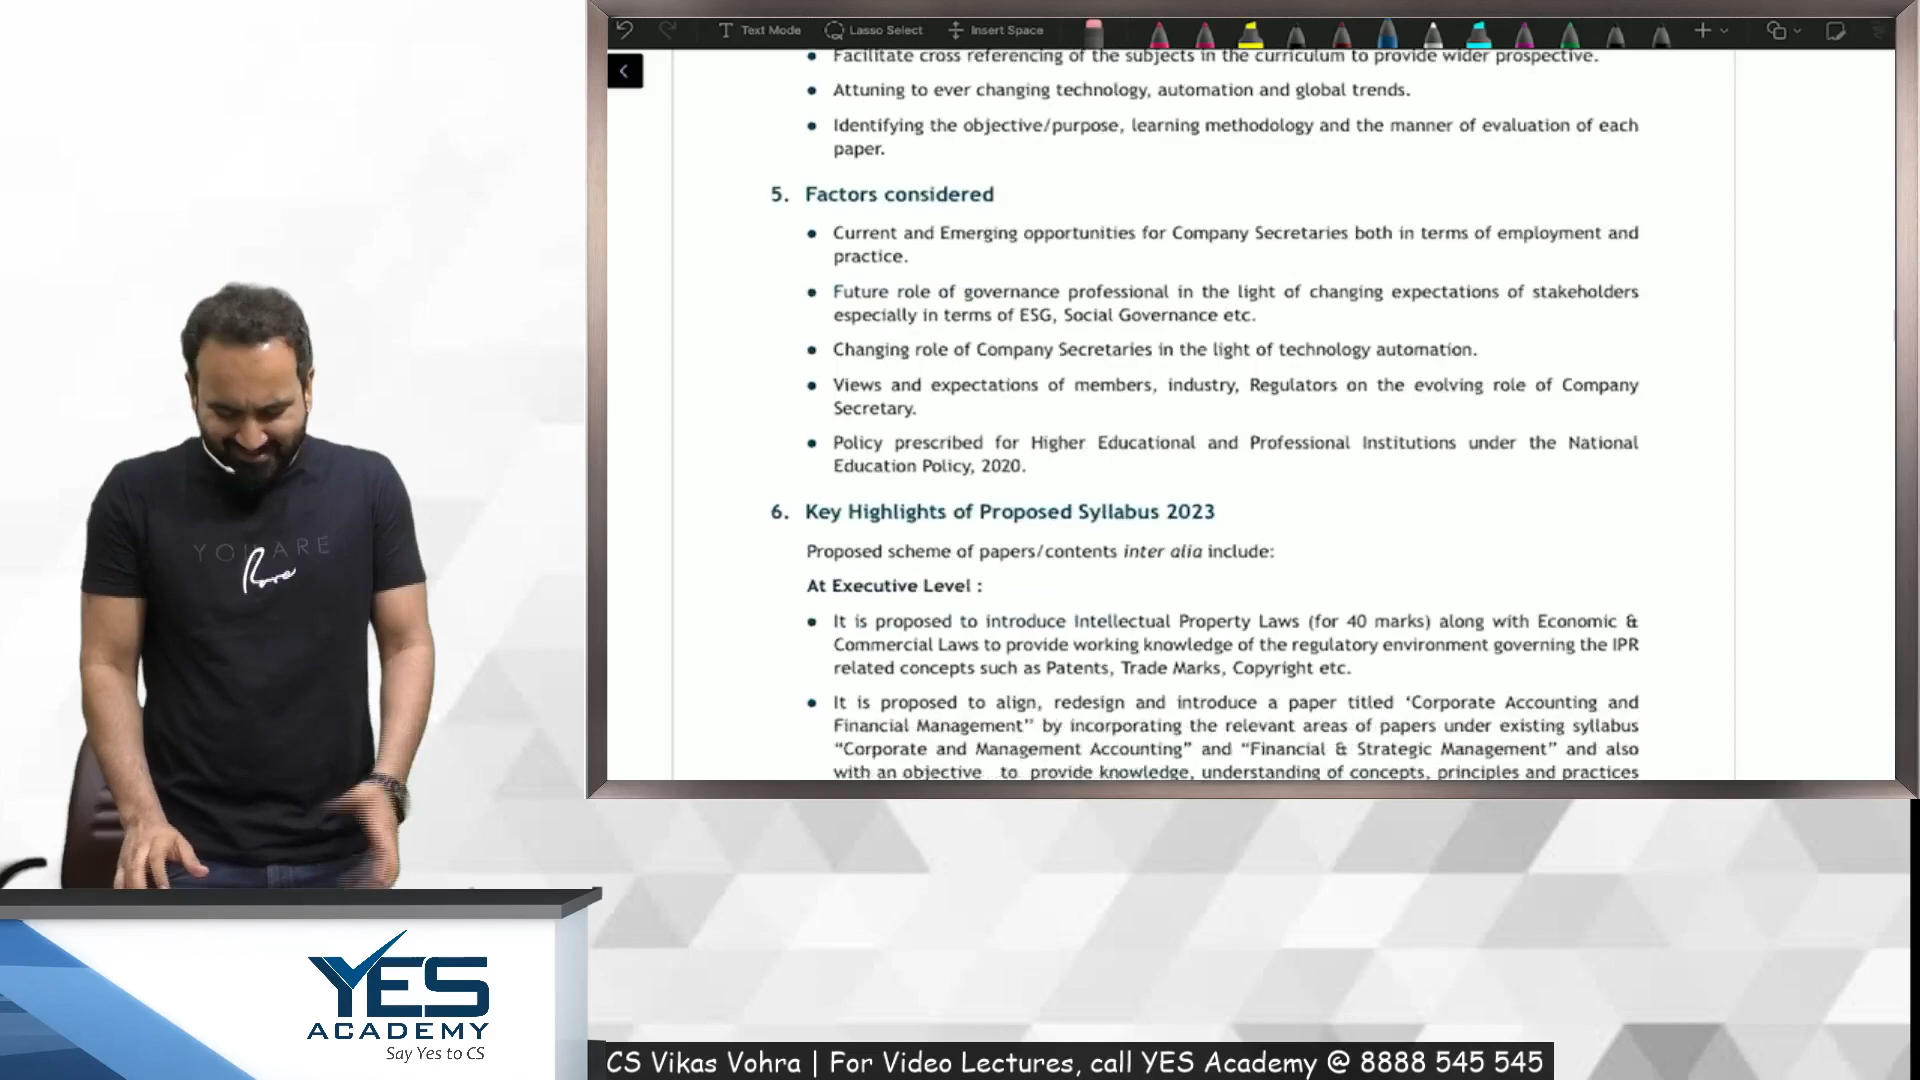 Text Mode
Lasso Select
Insert Space
Facilitate cross referencing of the subjects in the curriculum to provide wider prospective.
Attuning to ever changing technology, automation and global trends.
Identifying the objective/purpose, learning methodology and the manner of evaluation of each
paper.
5. Factors considered
Current and Emerging opportunities for Company Secretaries both in terms of employment and
practice.
Future role of governance professional in the light of changing expectations of stakeholders
especially in terms of ESG, Social Governance etc.
Changing role of Company Secretaries in the light of technology automation.
Views and expectations of members, industry, Regulators on the evolving role of Company
Secretary.
Policy prescribed for Higher Educational and Professional Institutions under the National
Education Policy, 2020.
6. Key Highlights of Proposed Syllabus 2023
Proposed scheme of papers/contents inter alia include:
At Executive Level :
It is proposed to introduce Intellectual Property Laws (for 40 marks) along with Economic &
Commercial Laws to provide working knowledge of the regulatory environment governing the IPR
related concepts such as Patents, Trade Marks, Copyright etc.
It is proposed to align, redesign and introduce a paper titled ‘Corporate Accounting and
Financial Management” by incorporating the relevant areas of papers under existing syllabus
“Corporate and Management Accounting” and “Financial & Strategic Management” and also
with an objective to provide knowledge, understanding of concepts, principles and practices
YOU ARE
Rare
YES
ACADEMY
Say Yes to CS
CS Vikas Vohra | For Video Lectures, call YES Academy @ 8888 545 545